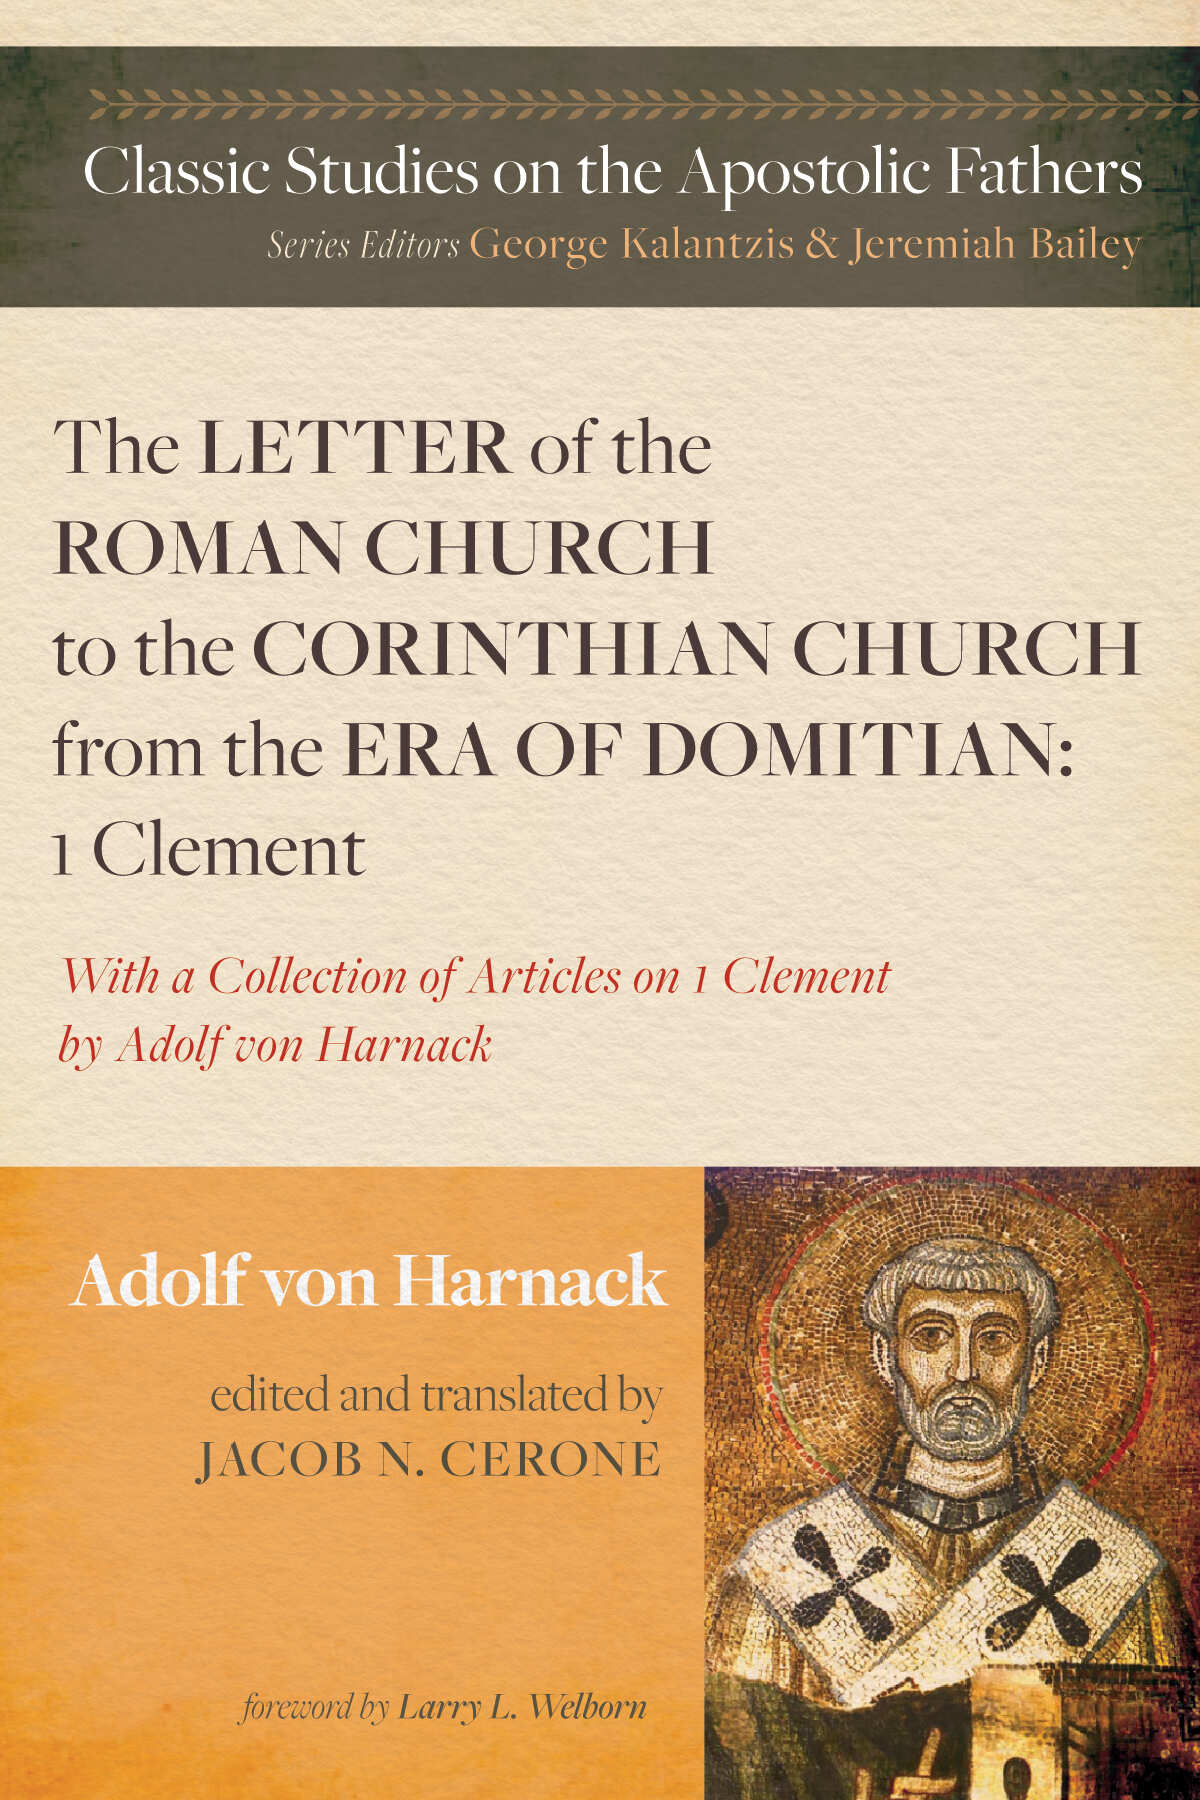 Classic Studies on the Apostolic Fathers
Series Editors George Kalantzis & Jeremiah Bailey
The LETTER of the
ROMAN CHURCH
to the CORINTHIAN CHURCH
from the ERA OF DOMITIAN:
1 Clement
With a Collection of Articles on 1 Clement
by Adolf von Harnack
Adolf von Harnack
edited and translated by
JACOB N. CERONE
foreword by Larry L. Welborn